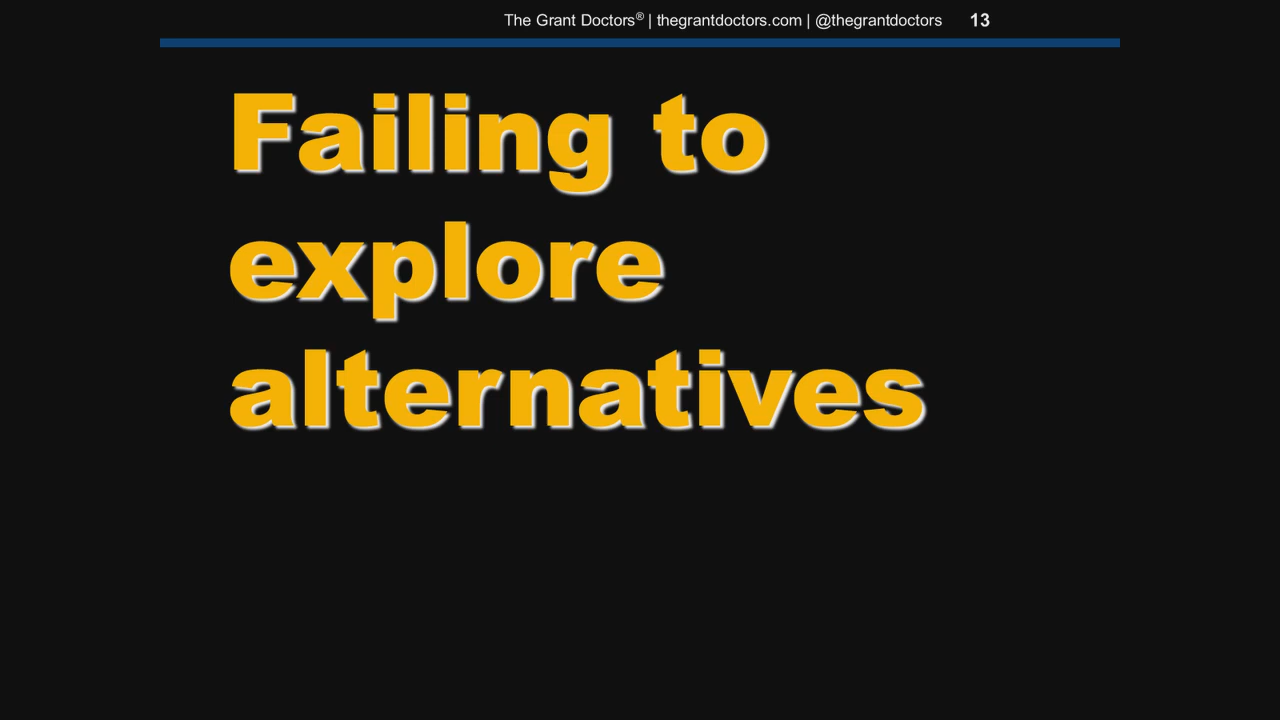 The Grant Doctors® | thegrantdoctors.com | @thegrantdoctors 13
Failing to
explore
alternatives